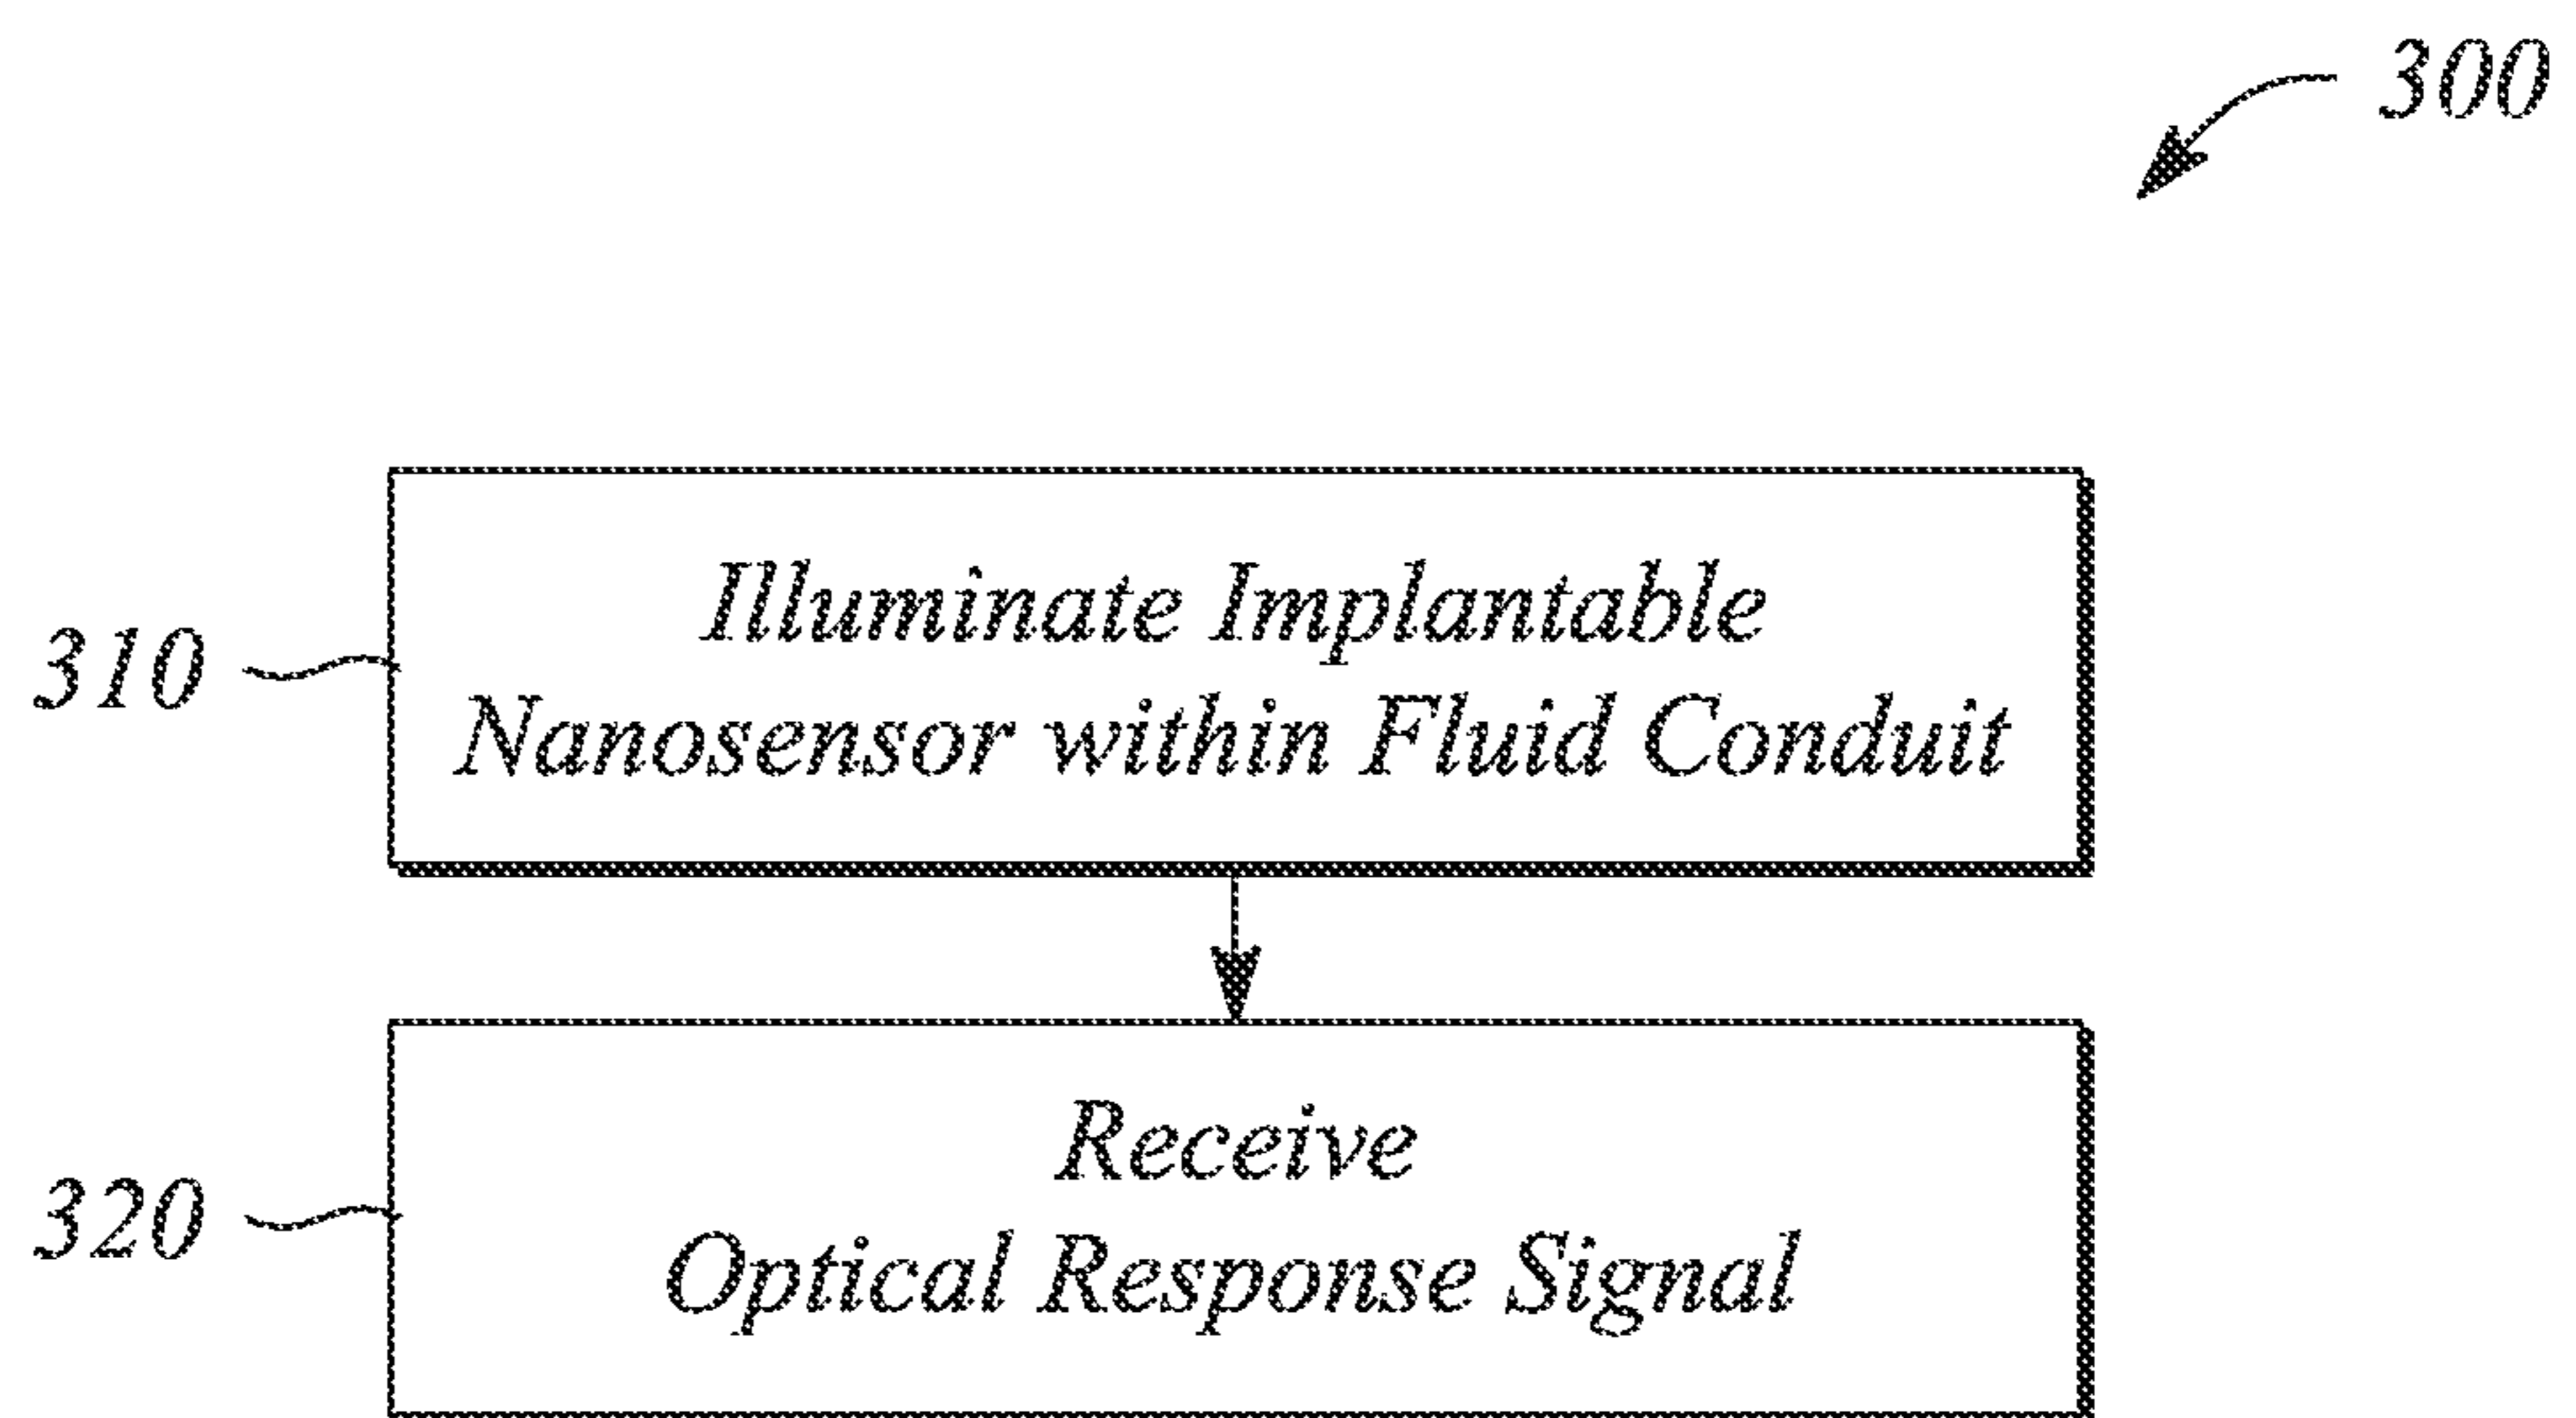 300
310
Illuminate Implantable
Nanosensor within Fluid Conduit
320
Receive
Optical Response Signal